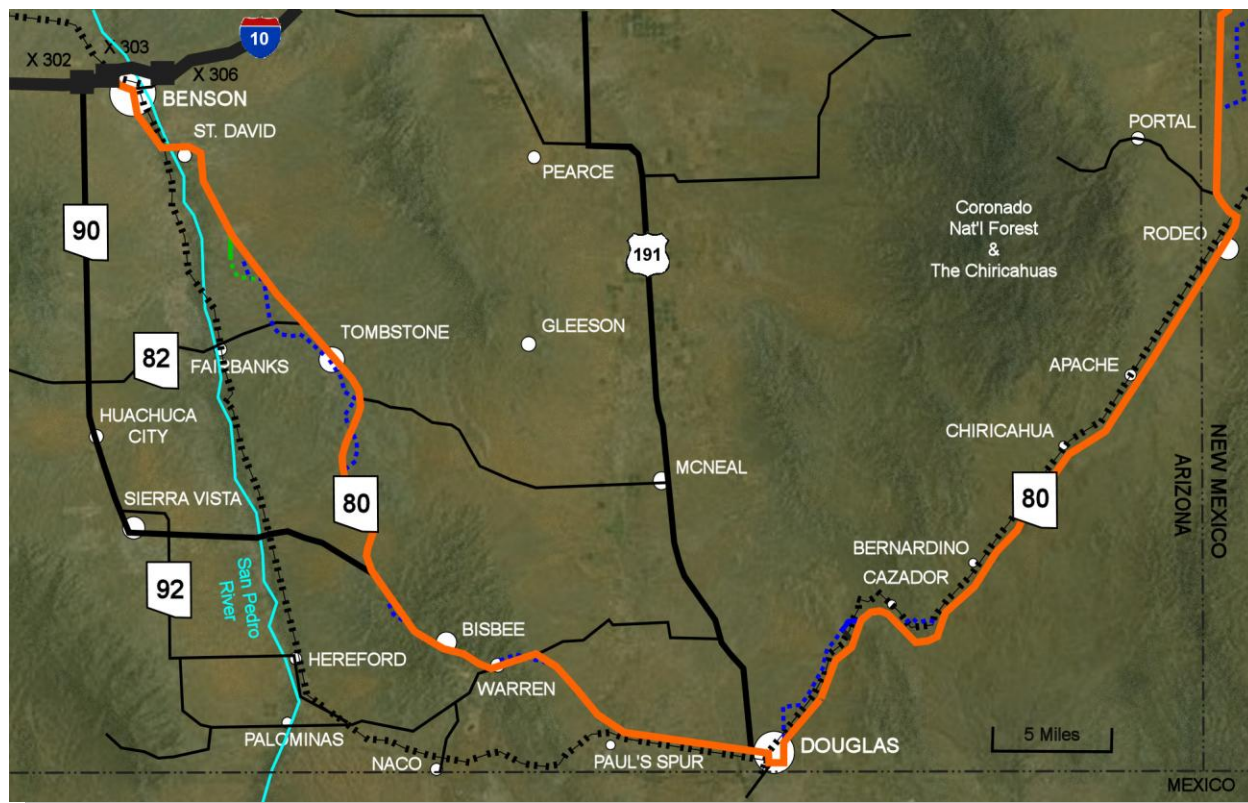 10
X 303
X 302
X 306
BENSON
ST. DAVID
PORTAL
PEARCE
90
191
Coronado
Nat'l Forest
&
The Chiricahuas
RODEO
TOMBSTONE
GLEESON
82
FAIRBANKS
APACHE
HUACHUCA
CITY
CHIRICAHUA
NEW MEXICO
ARIZONA
MCNEAL
SIERRA VISTA
80
80
BERNARDINO
CAZADOR
92
San Pedro
River
BISBEE
HEREFORD
WARREN
5 Miles
PALOMINAS
DOUGLAS
NACO
PAUL'S SPUR
MEXICO